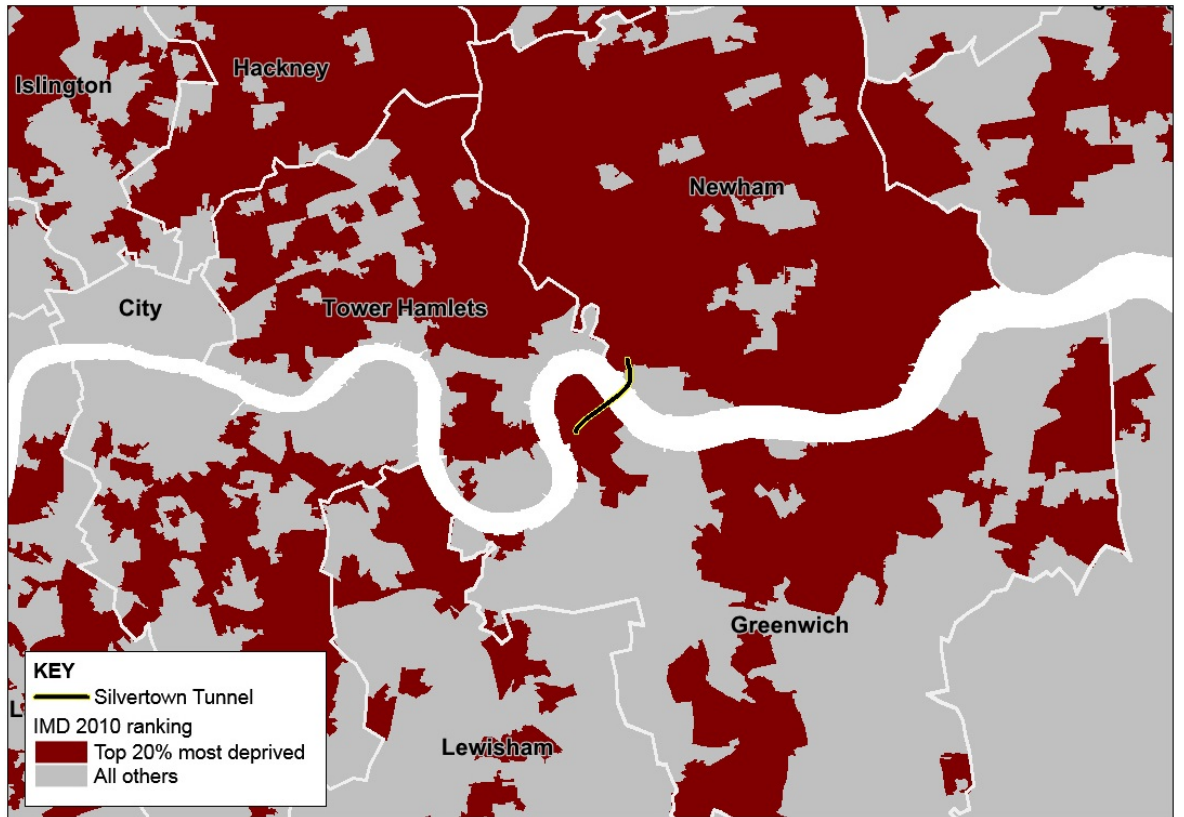 Hackney
Islington
Newham
City
Tower Hamlets
Greenwich
Lewisham
KEY
Silvertown Tunnel
IMD 2010 ranking
Top 20% most deprived
All others
L